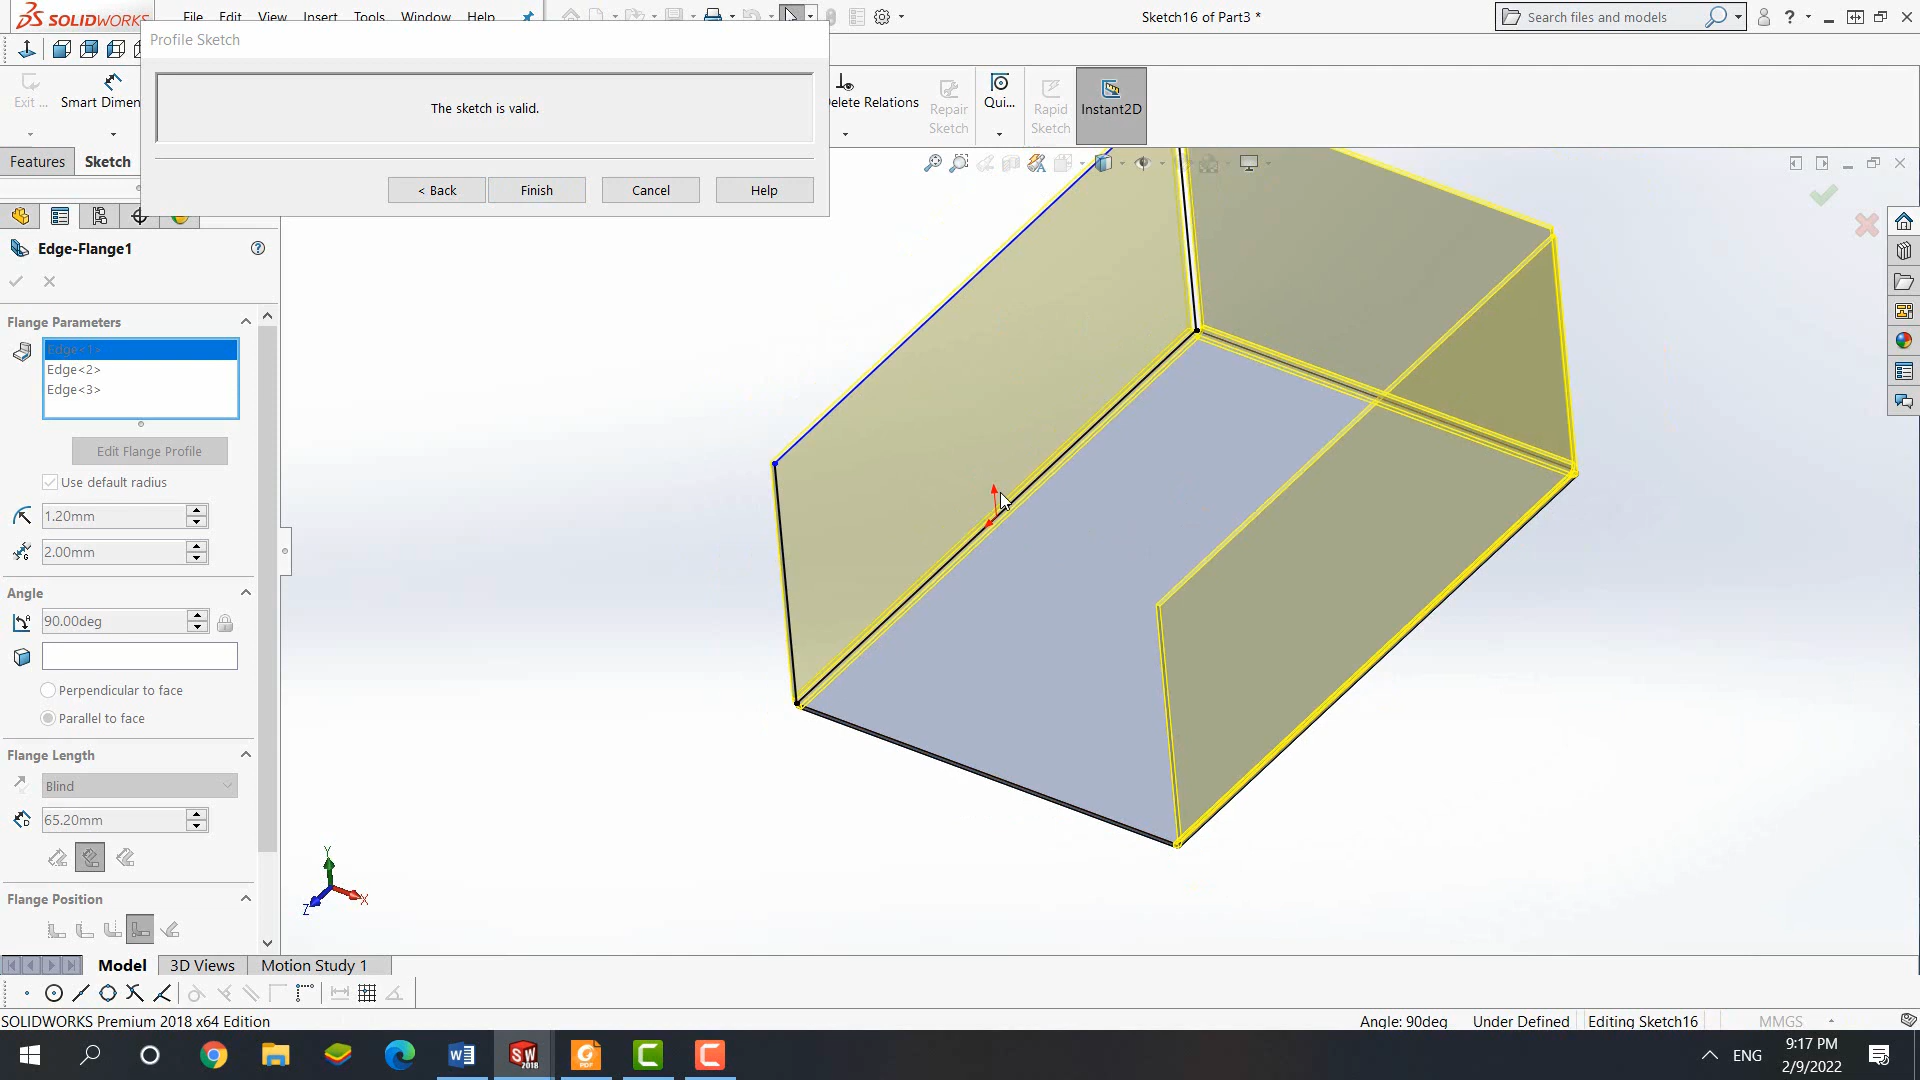 SOLIDWORKS
File Edit View Insert Tools Window Help
Sketch16 of Part3 *
Search files and models
?
Profile Sketch
The sketch is valid.
< Back
Finish
Cancel
Help
Exit ...
Smart Dimen
elete Relations
Repair
Sketch
Qui...
Rapid
Sketch
Instant2D
Features
Sketch
Edge-Flange1
?
Flange Parameters
Edge<1>
Edge<2>
Edge<3>
Edit Flange Profile
Use default radius
1.20mm
2.00mm
Angle
90.00deg
Perpendicular to face
Parallel to face
Flange Length
Blind
65.20mm
Flange Position
Y
X
Z
Model
3D Views
Motion Study 1
SOLIDWORKS Premium 2018 x64 Edition
Angle: 90deg
Under Defined
Editing Sketch16
MMGS
SW
2018
PDF
ENG
9:17 PM
2/9/2022